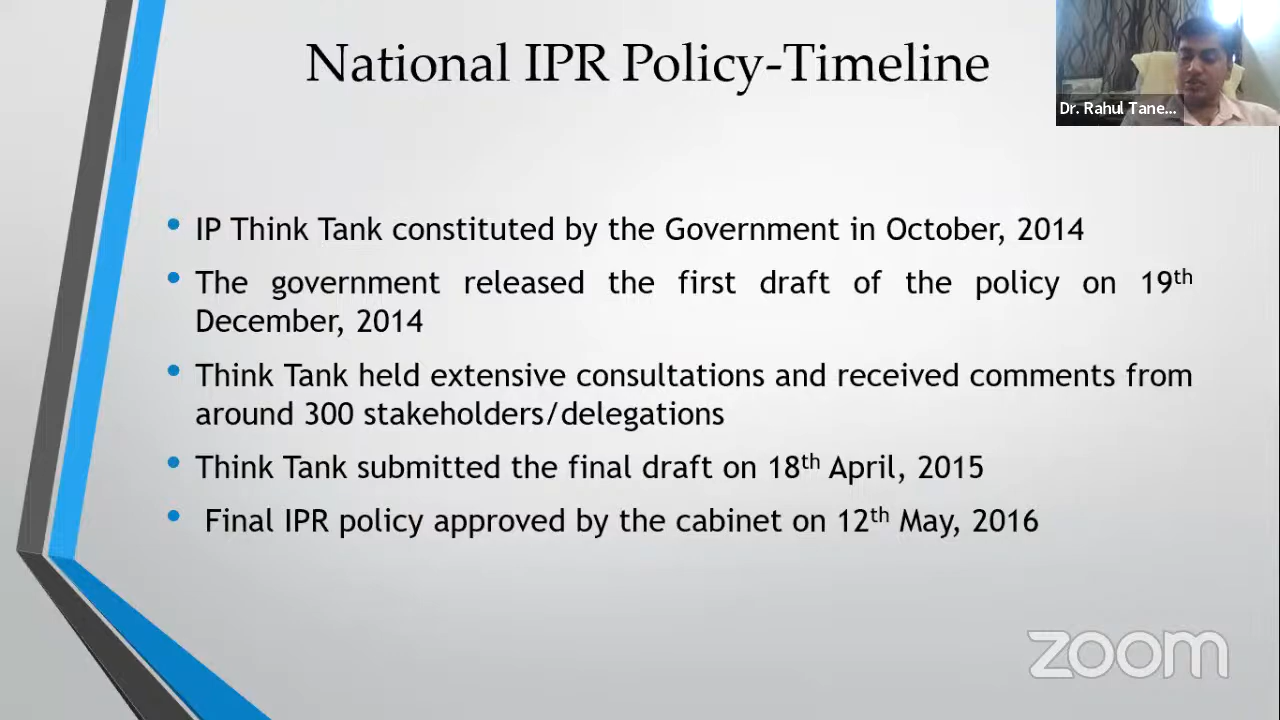 National IPR Policy-Timeline
Dr. Rahul Tane...
• IP Think Tank constituted by the Government in October, 2014
• The government released the first draft of the policy on 19th
December, 2014
• Think Tank held extensive consultations and received comments from
around 300 stakeholders/delegations
• Think Tank submitted the final draft on 18th April, 2015
• Final IPR policy approved by the cabinet on 12th May, 2016
zoom